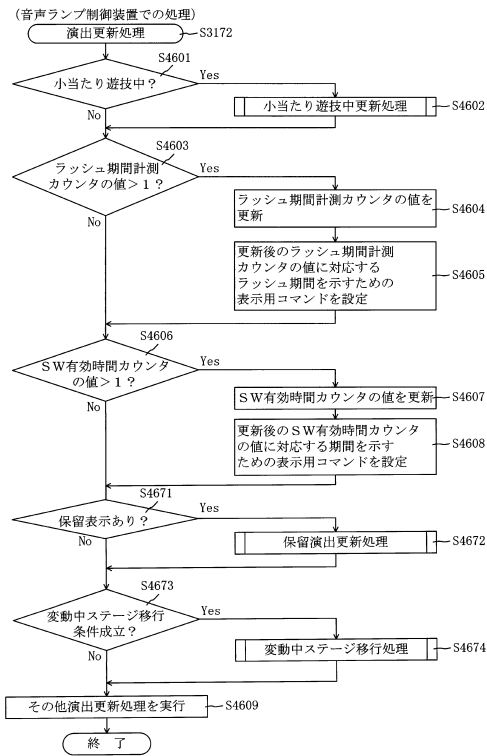 (音声ランプ制御装置での処理)
演出更新処理
S3172
S4601
小当たり遊技中?
Yes
小当たり遊技中更新処理
S4602
No
S4603
ラッシュ期間計測
カウンタの値>1?
Yes
ラッシュ期間計測カウンタの値を
更新
S4604
No
更新後のラッシュ期間計測
カウンタの値に対応する
ラッシュ期間を示すための
表示用コマンドを設定
S4605
S4606
SW有効時間カウンタ
の値>1?
Yes
SW有効時間カウンタの値を更新
S4607
No
更新後のSW有効時間カウンタ
の値に対応する期間を示す
ための表示用コマンドを設定
S4608
S4671
保留表示あり?
Yes
保留演出更新処理
S4672
No
S4673
変動中ステージ移行
条件成立?
Yes
変動中ステージ移行処理
S4674
No
その他演出更新処理を実行
S4609
終 了